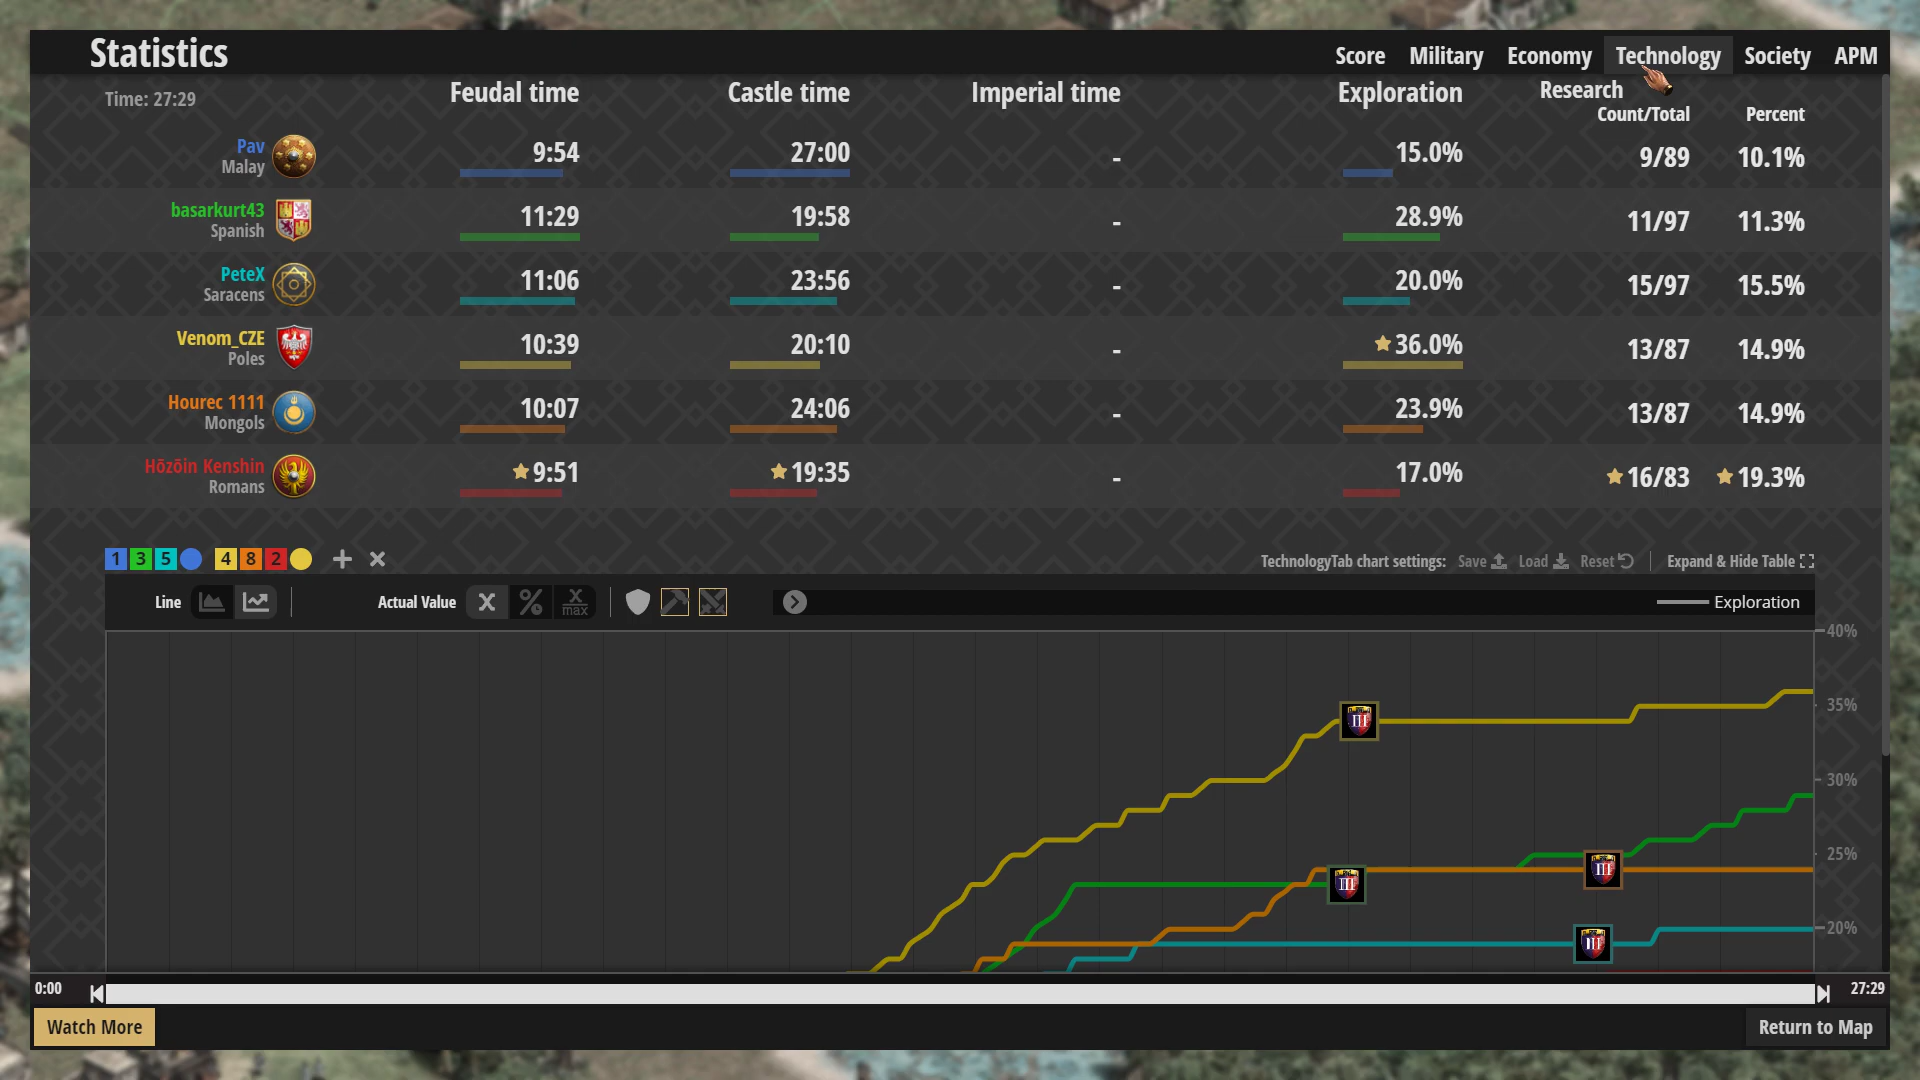 Statistics
Score Military Economy Technology Society APM
Time: 27:29
Feudal time Castle time Imperial time Exploration Research
Count/Total Percent
Pav
Malay
9:54 27:00 - 15.0% 9/89 10.1%
basarkurt43
Spanish
11:29 19:58 - 28.9% 11/97 11.3%
PeteX
Saracens
11:06 23:56 - 20.0% 15/97 15.5%
Venom_CZE
Poles
10:39 20:10 - 36.0% 13/87 14.9%
Hourec 1111
Mongols
10:07 24:06 - 23.9% 13/87 14.9%
Hōzōin Kenshin
Romans
9:51 19:35 - 17.0% 16/83 19.3%
1 3 5 4 8 2
TechnologyTab chart settings: Save Load Reset Expand & Hide Table
Line Actual Value X % X max
Exploration
40%
35%
30%
25%
20%
III
III
III
III
0:00 27:29
Watch More Return to Map